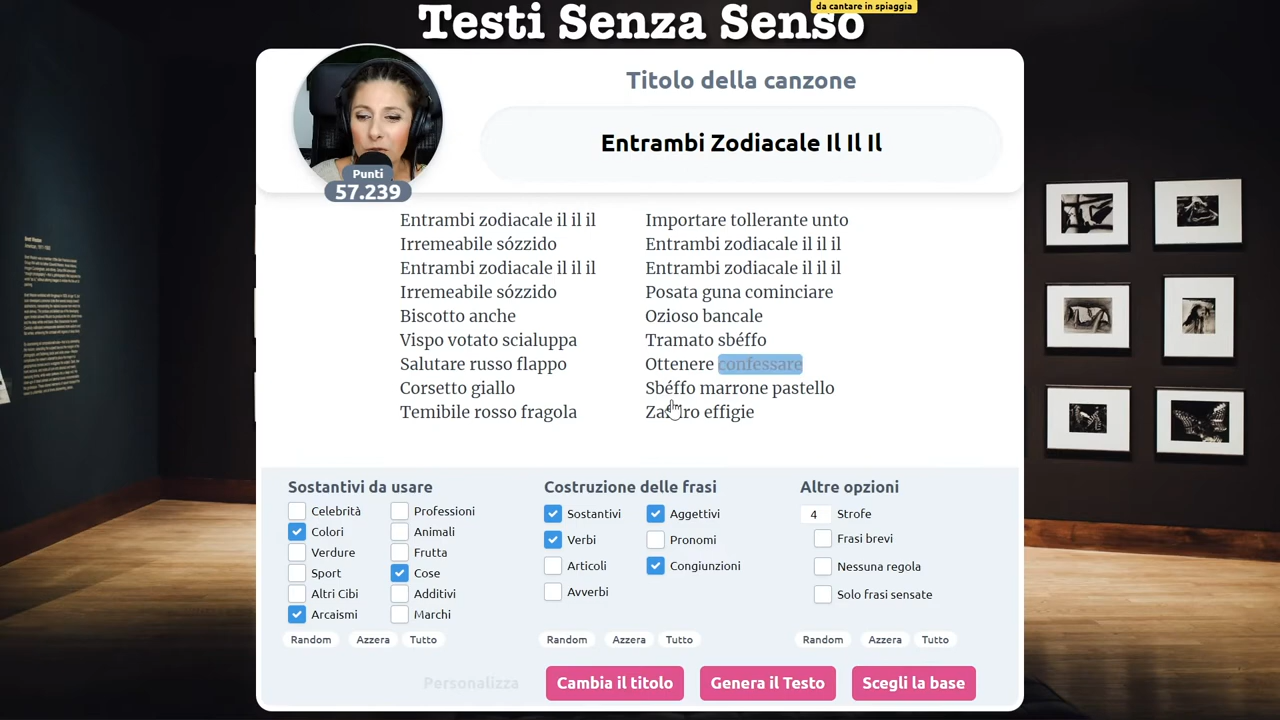 da cantare in spiaggia
Testi Senza Senso
Titolo della canzone
Entrambi Zodiacale Il Il Il
Punti
57.239
Entrambi zodiacale il il il
Irremeabile sózzido
Entrambi zodiacale il il il
Irremeabile sózzido
Biscotto anche
Vispo votato scialuppa
Salutare russo flappo
Corsetto giallo
Temibile rosso fragola
Importare tollerante unto
Entrambi zodiacale il il il
Entrambi zodiacale il il il
Posata guna cominciare
Ozioso bancale
Tramato sbéffo
Ottenere confessare
Sbéffo marrone pastello
effigie
Sostantivi da usare
Celebrità
Professioni
Colori
Animali
Verdure
Frutta
Sport
Cose
Altri Cibi
Additivi
Arcaismi
Marchi
Random Azzera Tutto
Costruzione delle frasi
Sostantivi
Aggettivi
Verbi
Pronomi
Articoli
Congiunzioni
Avverbi
Random Azzera Tutto
Altre opzioni
4 Strofe
Frasi brevi
Nessuna regola
Solo frasi sensate
Random Azzera Tutto
Personalizza
Cambia il titolo
Genera il Testo
Scegli la base